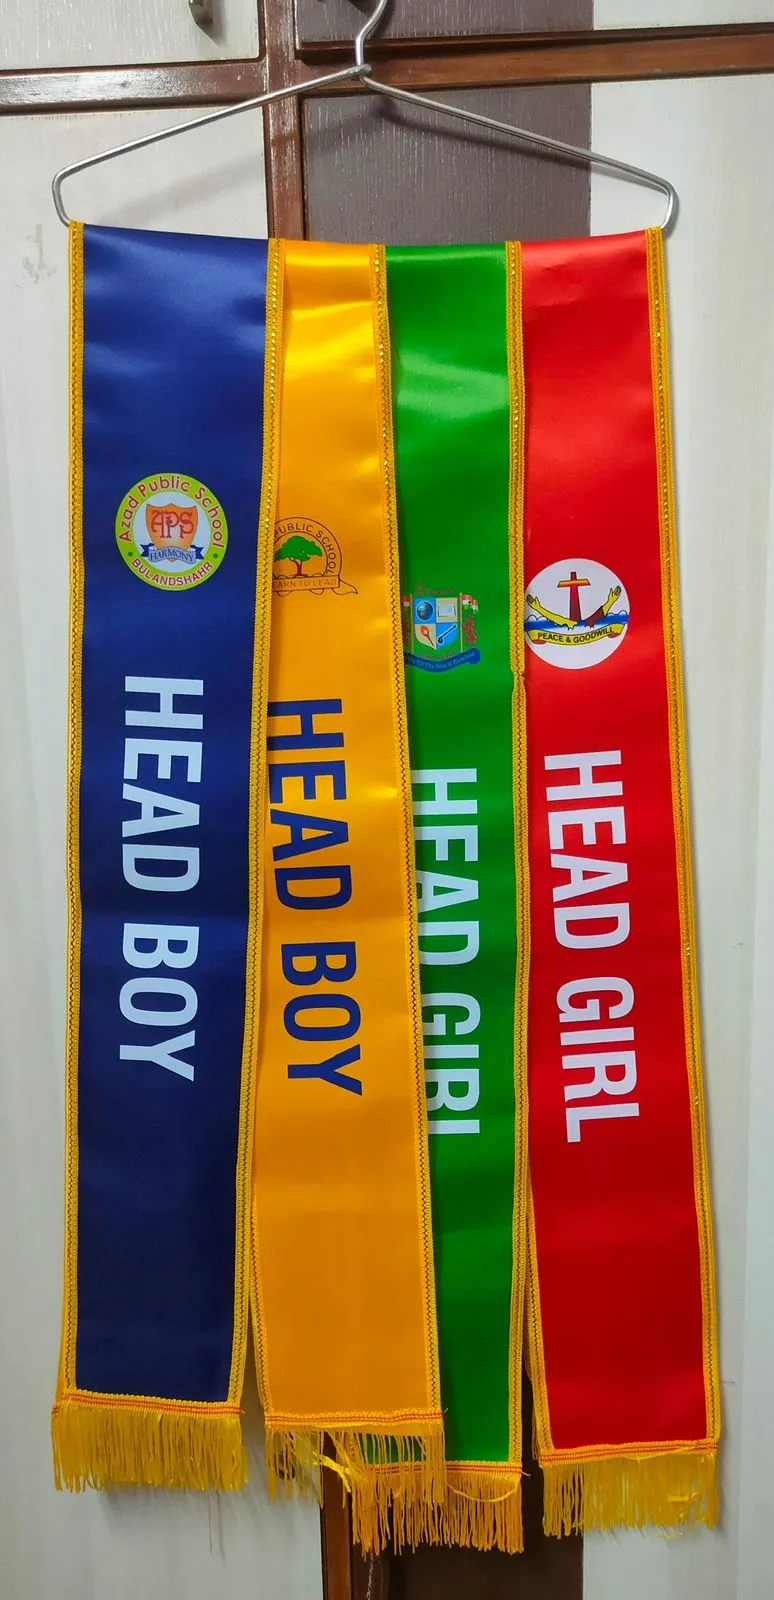 Azad Public School
APS
HARMONY
BULANDSHAHR
HEAD BOY
PUBLIC SCHOOL
ARN TO LEAD
HEAD BOY
HEAD GIRL
PEACE & GOODWILL
HEAD GIRL